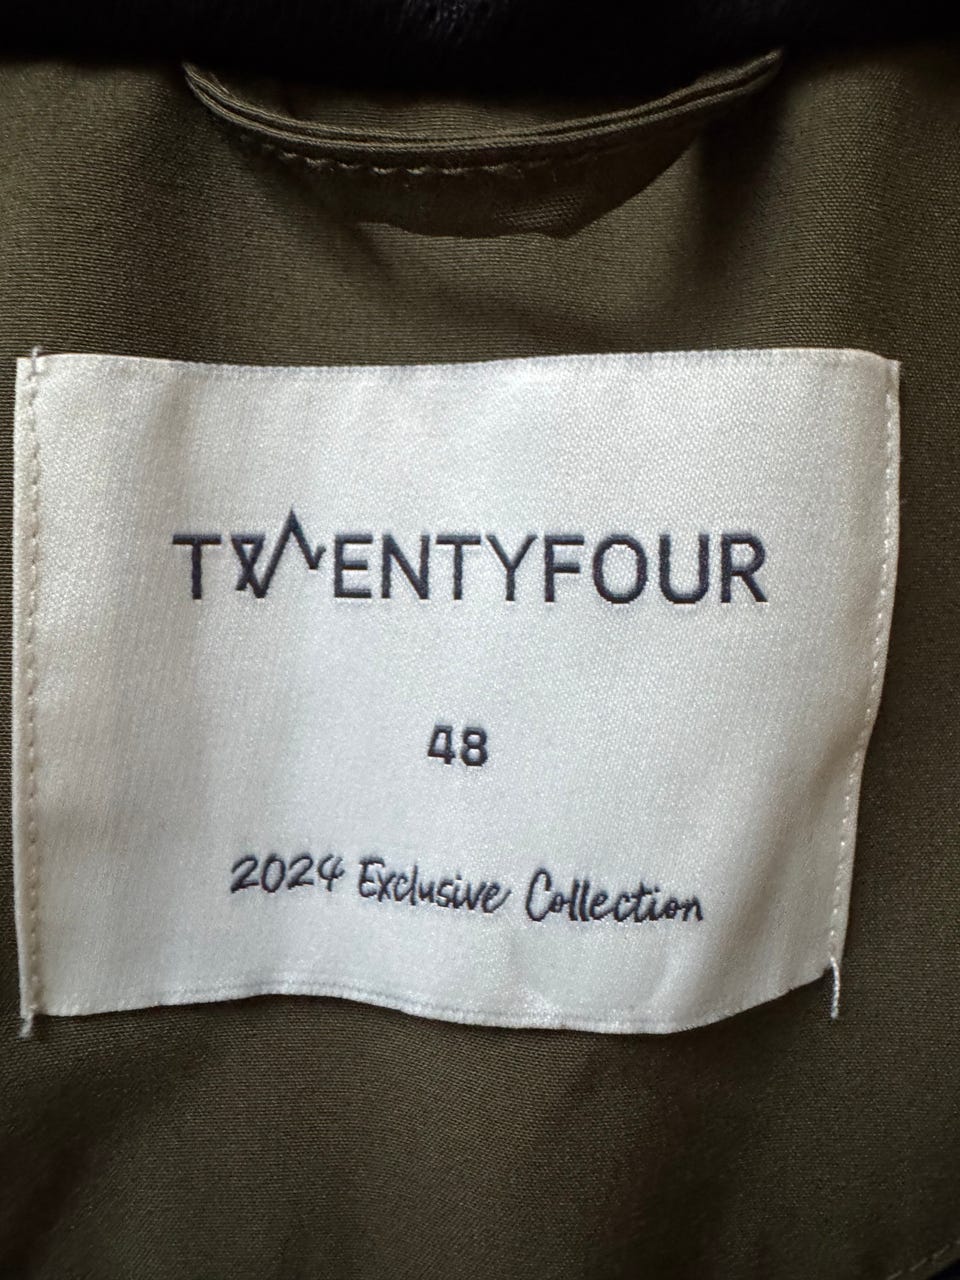 TWENTYFOUR
48
2024 Exclusive Collection